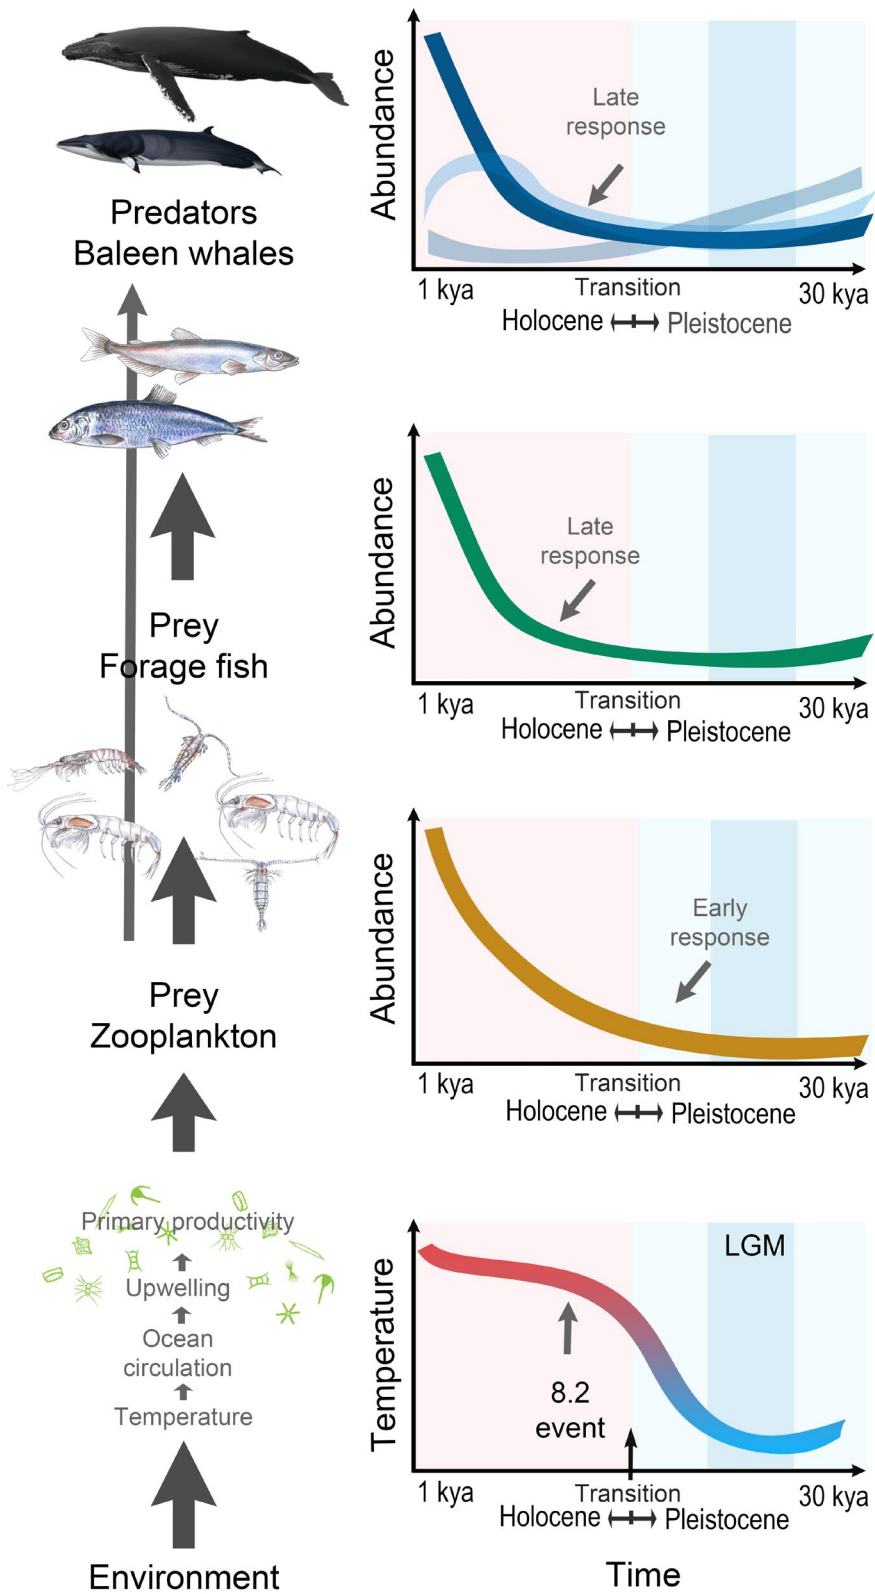 Abundance
Late
response
Predators
Baleen whales
1 kya
Transition
30 kya
Holocene
Pleistocene
Abundance
Late
response
Prey
Forage fish
1 kya
Transition
30 kya
Holocene
Pleistocene
Abundance
Early
response
Prey
Zooplankton
1 kya
Transition
30 kya
Holocene
Pleistocene
Primary productivity
Upwelling
Ocean
circulation
Temperature
Environment
Temperature
LGM
8.2
event
1 kya
Transition
30 kya
Holocene
Pleistocene
Time